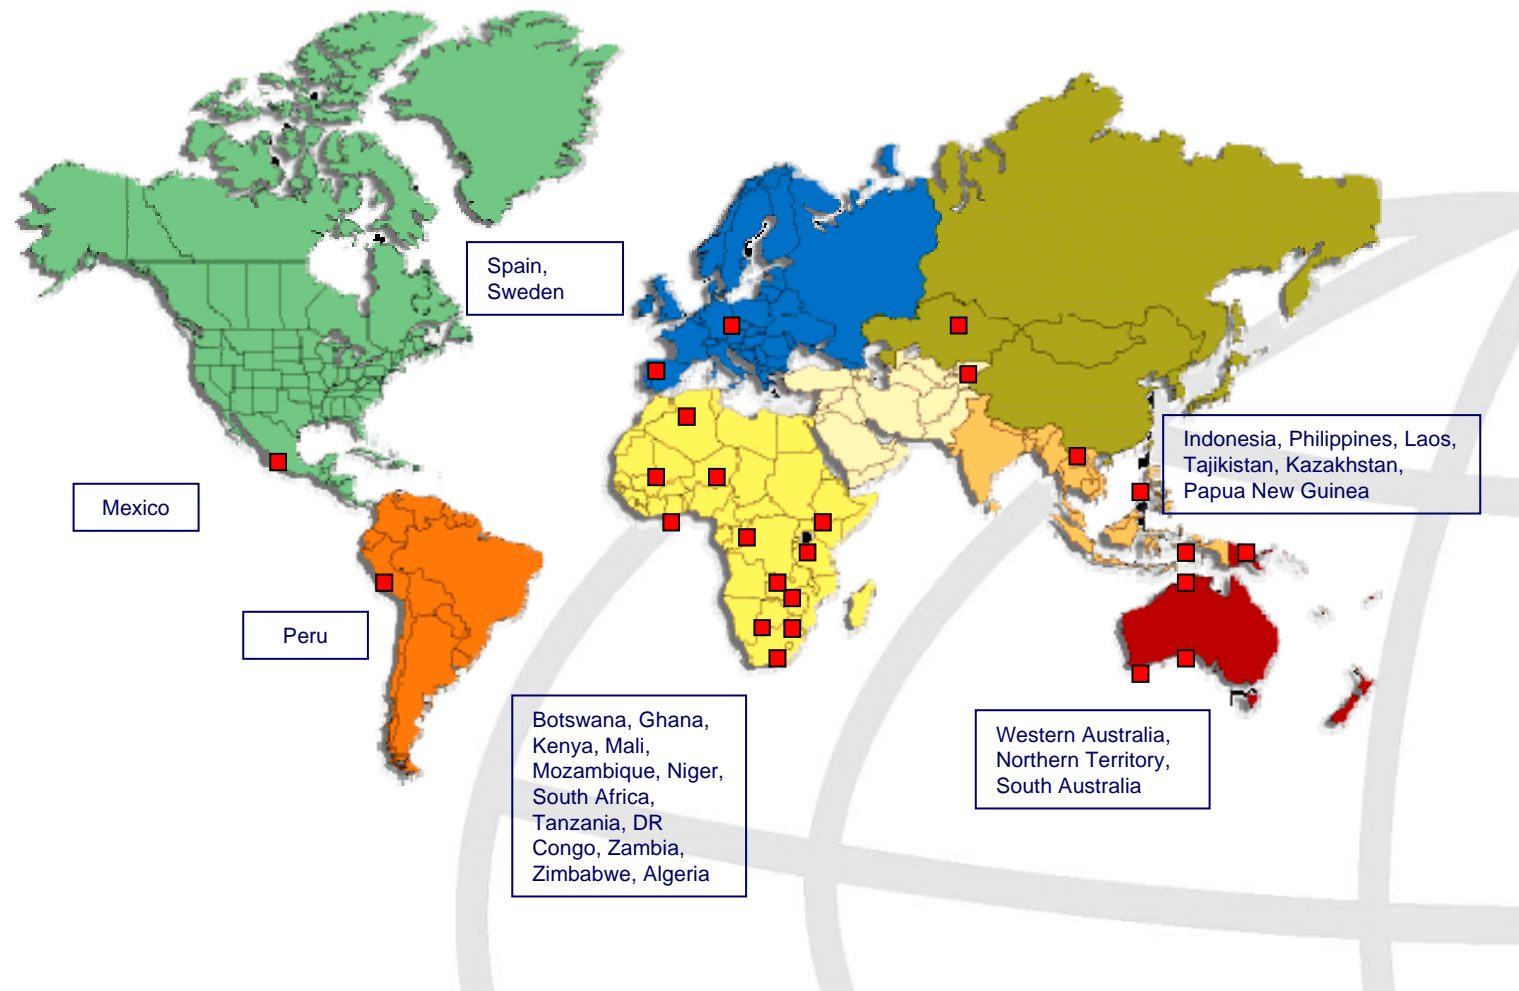 Spain,
Sweden
Indonesia, Philippines, Laos,
Tajikistan, Kazakhstan,
Papua New Guinea
Mexico
Peru
Botswana, Ghana,
Kenya, Mali,
Mozambique, Niger,
South Africa,
Tanzania, DR
Congo, Zambia,
Zimbabwe, Algeria
Western Australia,
Northern Territory,
South Australia